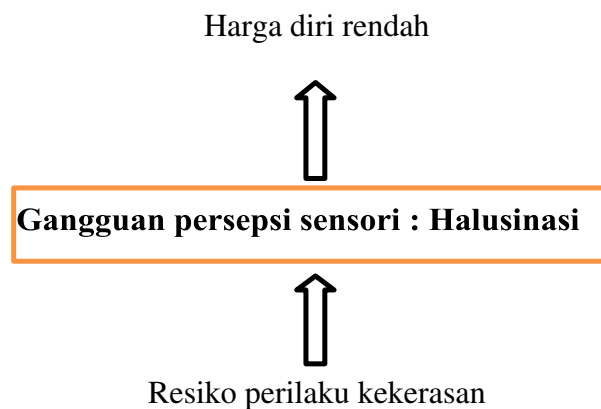 Harga diri rendah
Gangguan persepsi sensori : Halusinasi
Resiko perilaku kekerasan